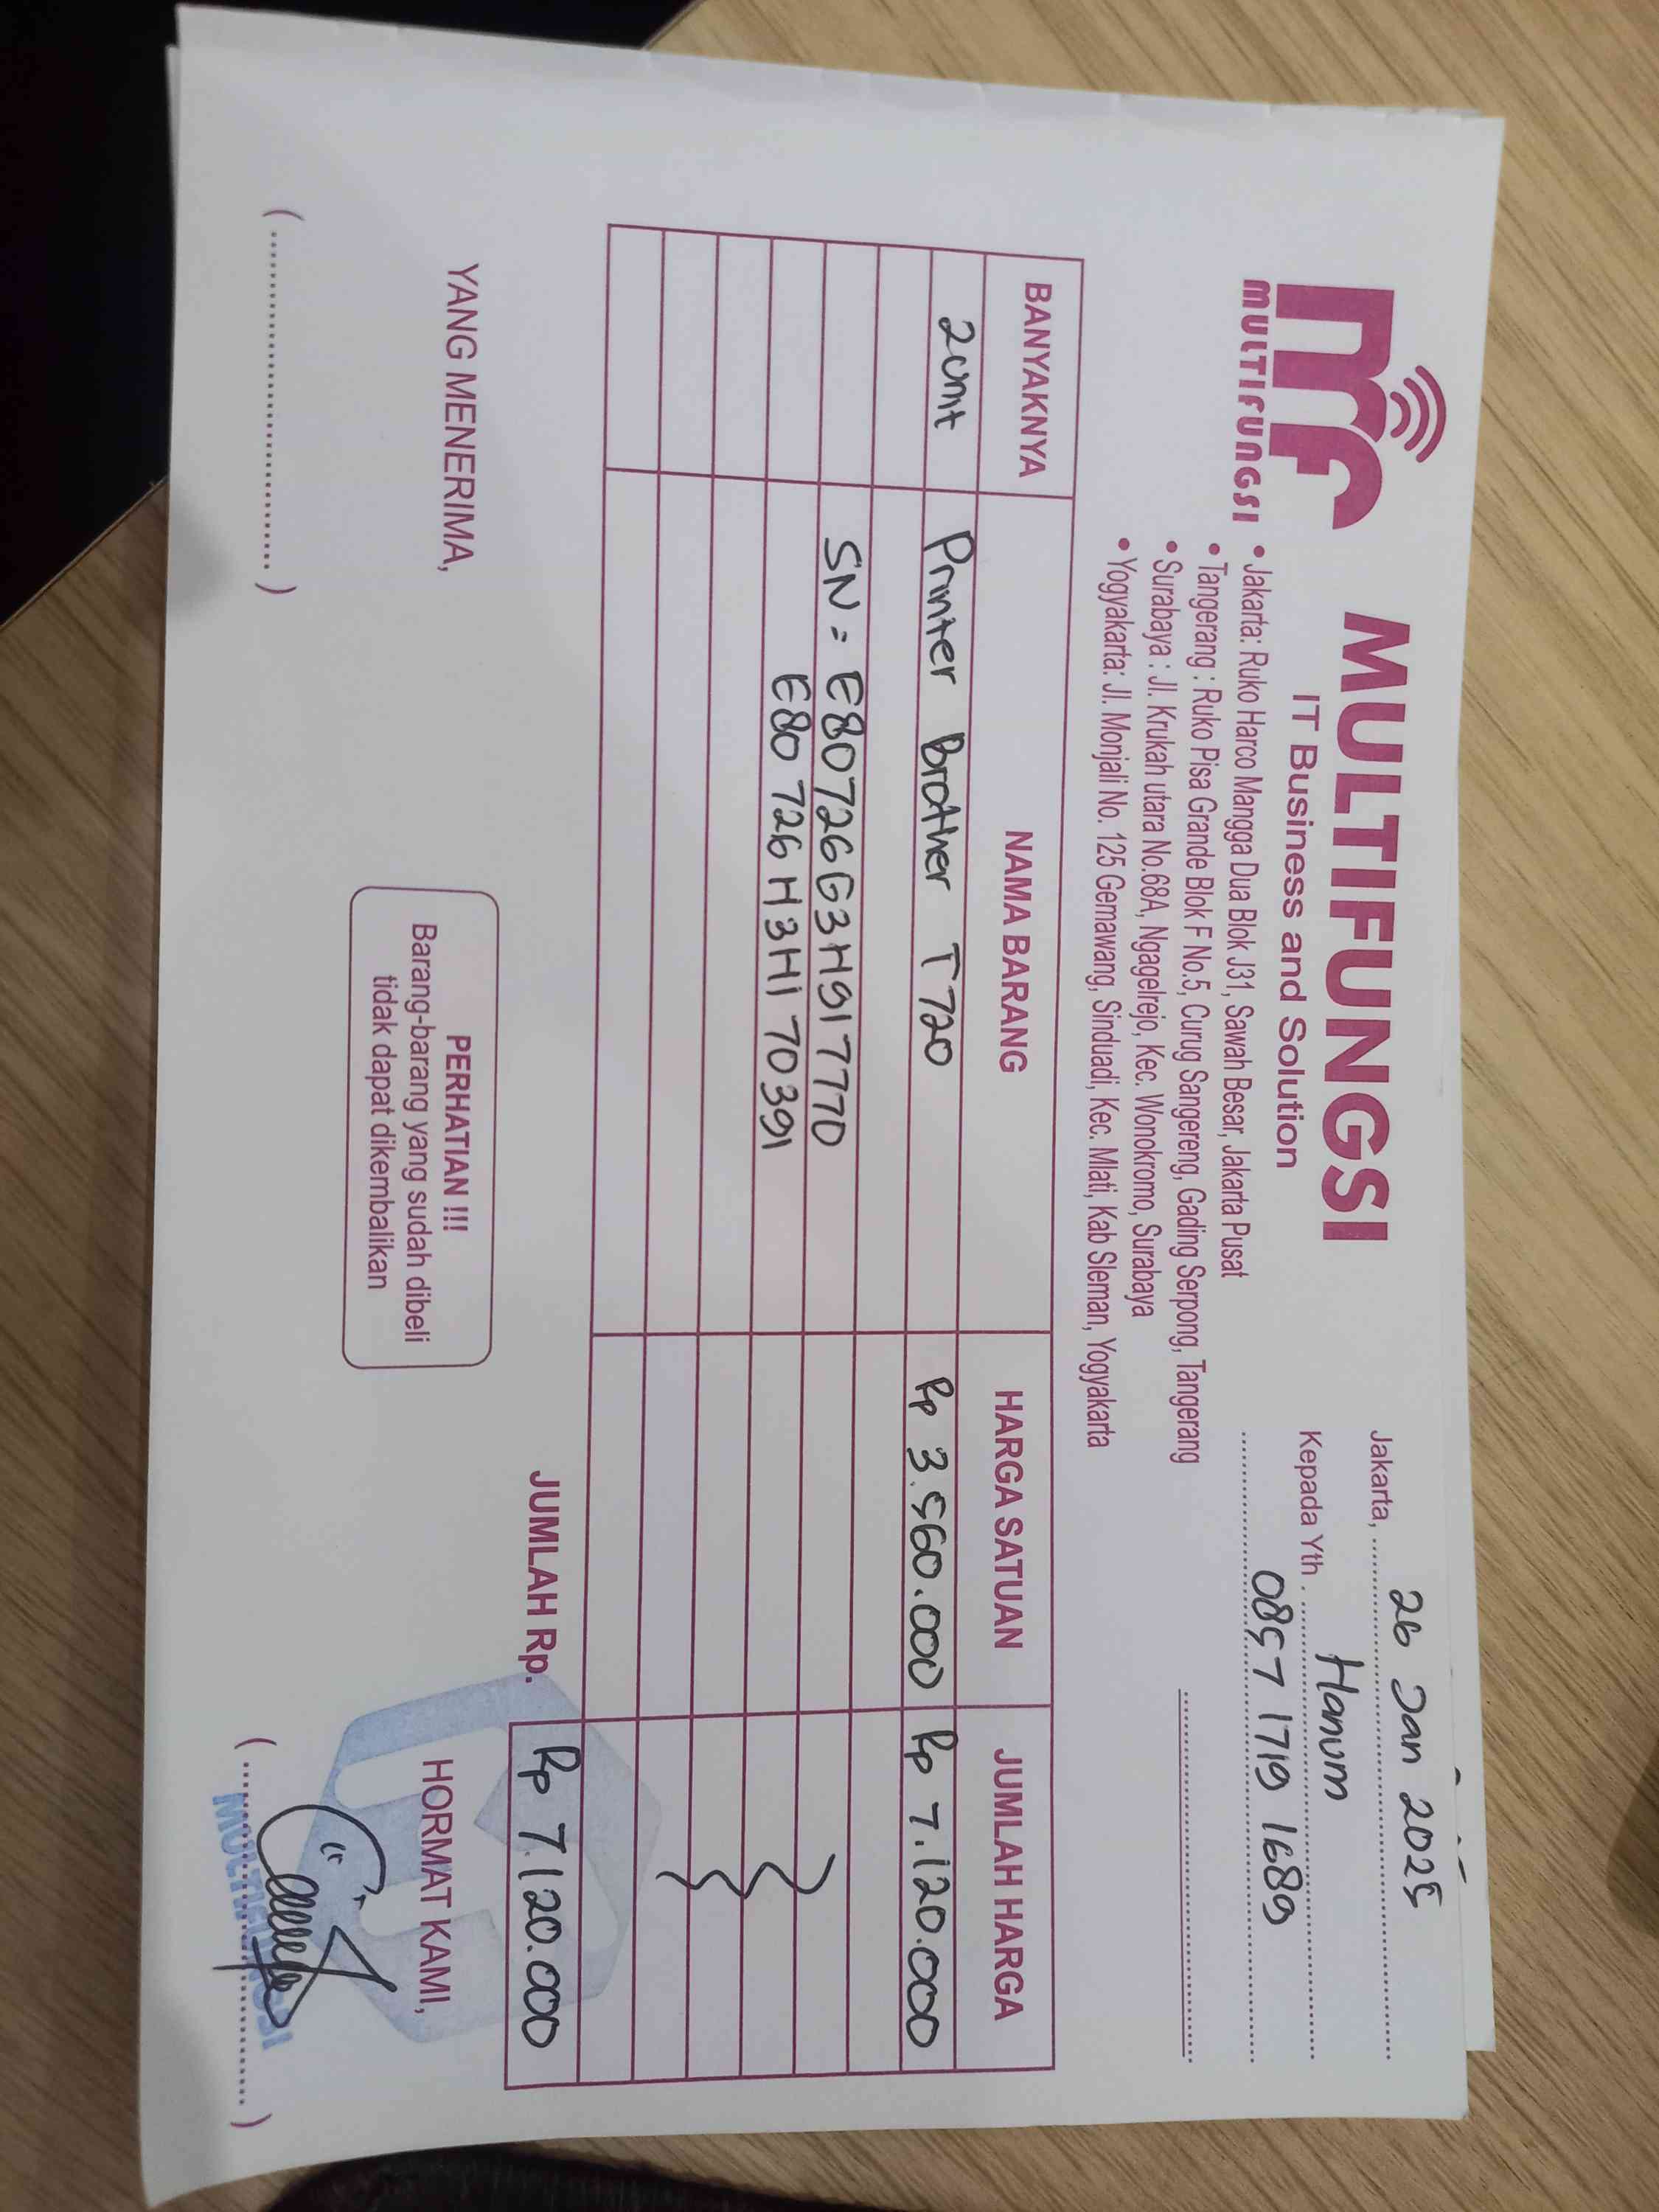 MULTIFUNGSI
MULTIFUNGSI
IT Business and Solution
• Jakarta: Ruko Harco Mangga Dua Blok J31, Sawah Besar, Jakarta Pusat
• Tangerang : Ruko Pisa Grande Blok F No.5, Curug Sangereng, Gading Serpong, Tangerang
• Surabaya : Jl. Krukah utara No.68A, Ngagelrejo, Kec. Wonokromo, Surabaya
• Yogyakarta: Jl. Monjali No. 125 Gemawang, Sinduadi, Kec. Mlati, Kab Sleman, Yogyakarta
Jakarta, 26 Jan 2025
Kepada Yth. Hanum
0857 1719 1689
BANYAKNYA NAMA BARANG HARGA SATUAN JUMLAH HARGA
2 unit Printer Brother T720 Rp 3.560.000 Rp 7.120.000
SN = E80726G3H917770
E80726H3H170391
JUMLAH Rp. Rp 7.120.000
YANG MENERIMA,
PERHATIAN !!!
Barang-barang yang sudah dibeli
tidak dapat dikembalikan
HORMAT KAMI,
MULTIFUNGSI